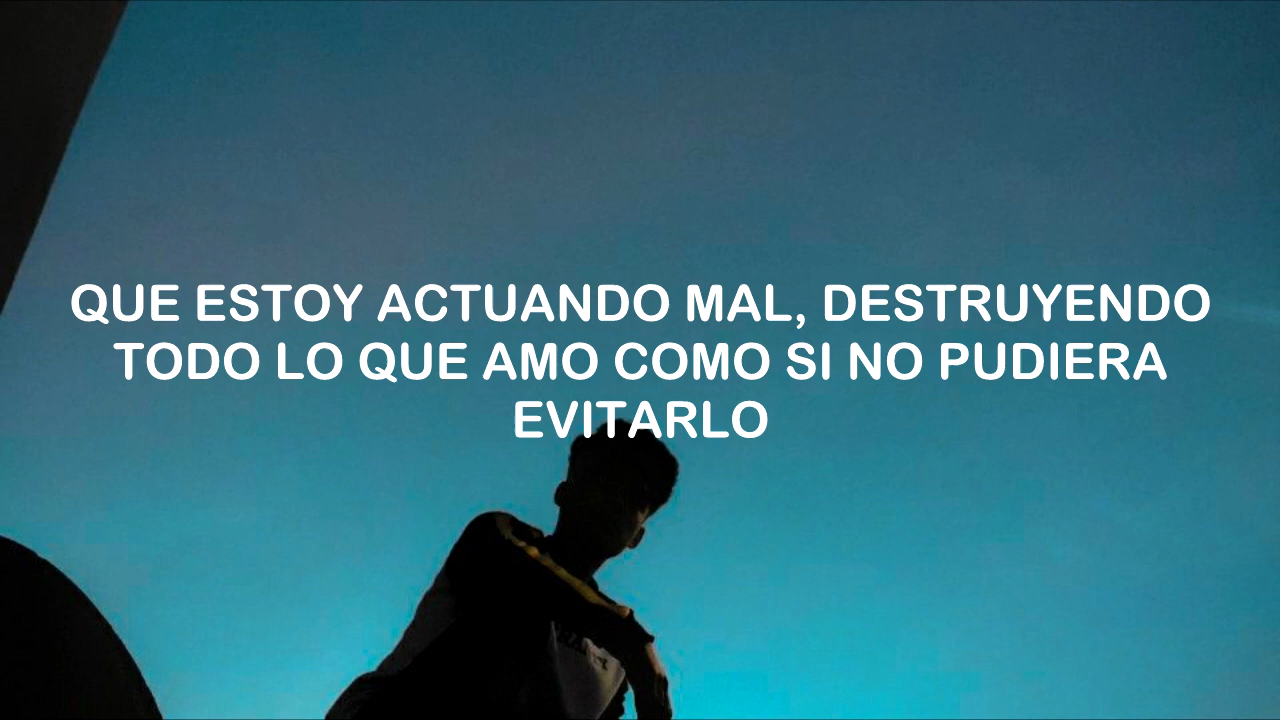 QUE ESTOY ACTUANDO MAL, DESTRUYENDO
TODO LO QUE AMO COMO SI NO PUDIERA
EVITARLO